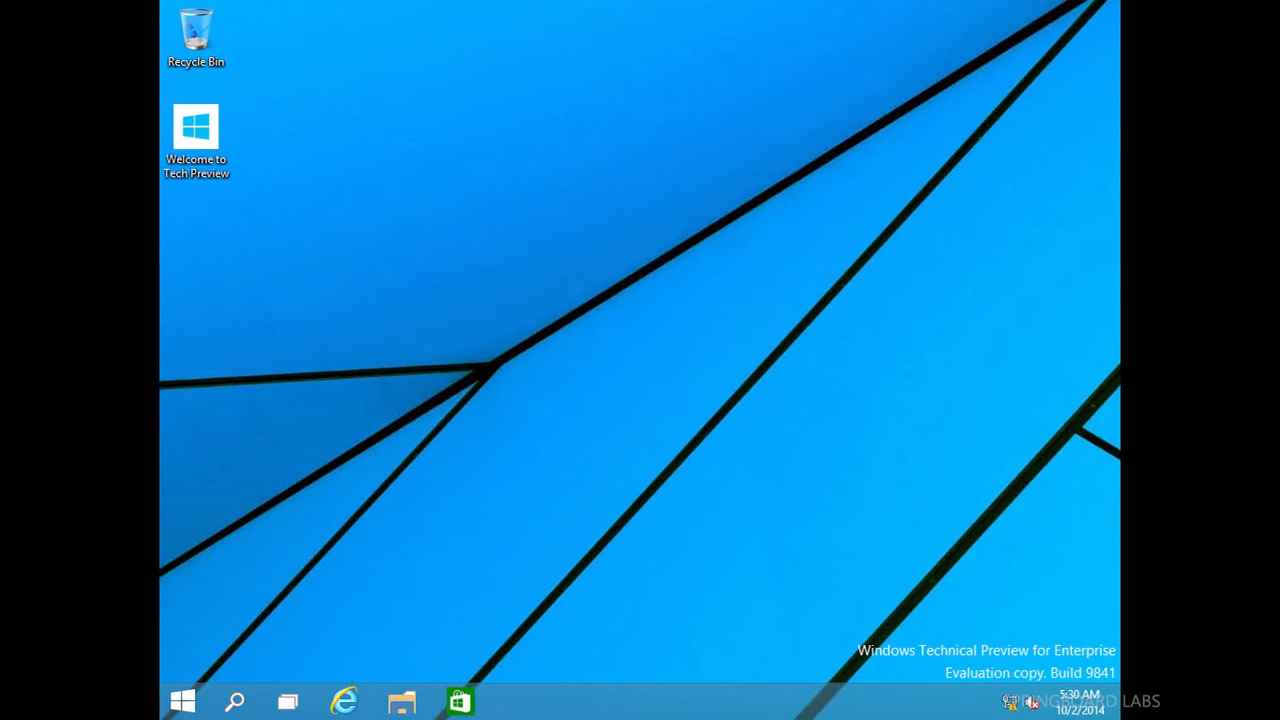 Recycle Bin
Welcome to
Tech Preview
Windows Technical Preview for Enterprise
Evaluation copy. Build 9841
5:30 AM
10/2/2014
SPRINGBOARD LABS